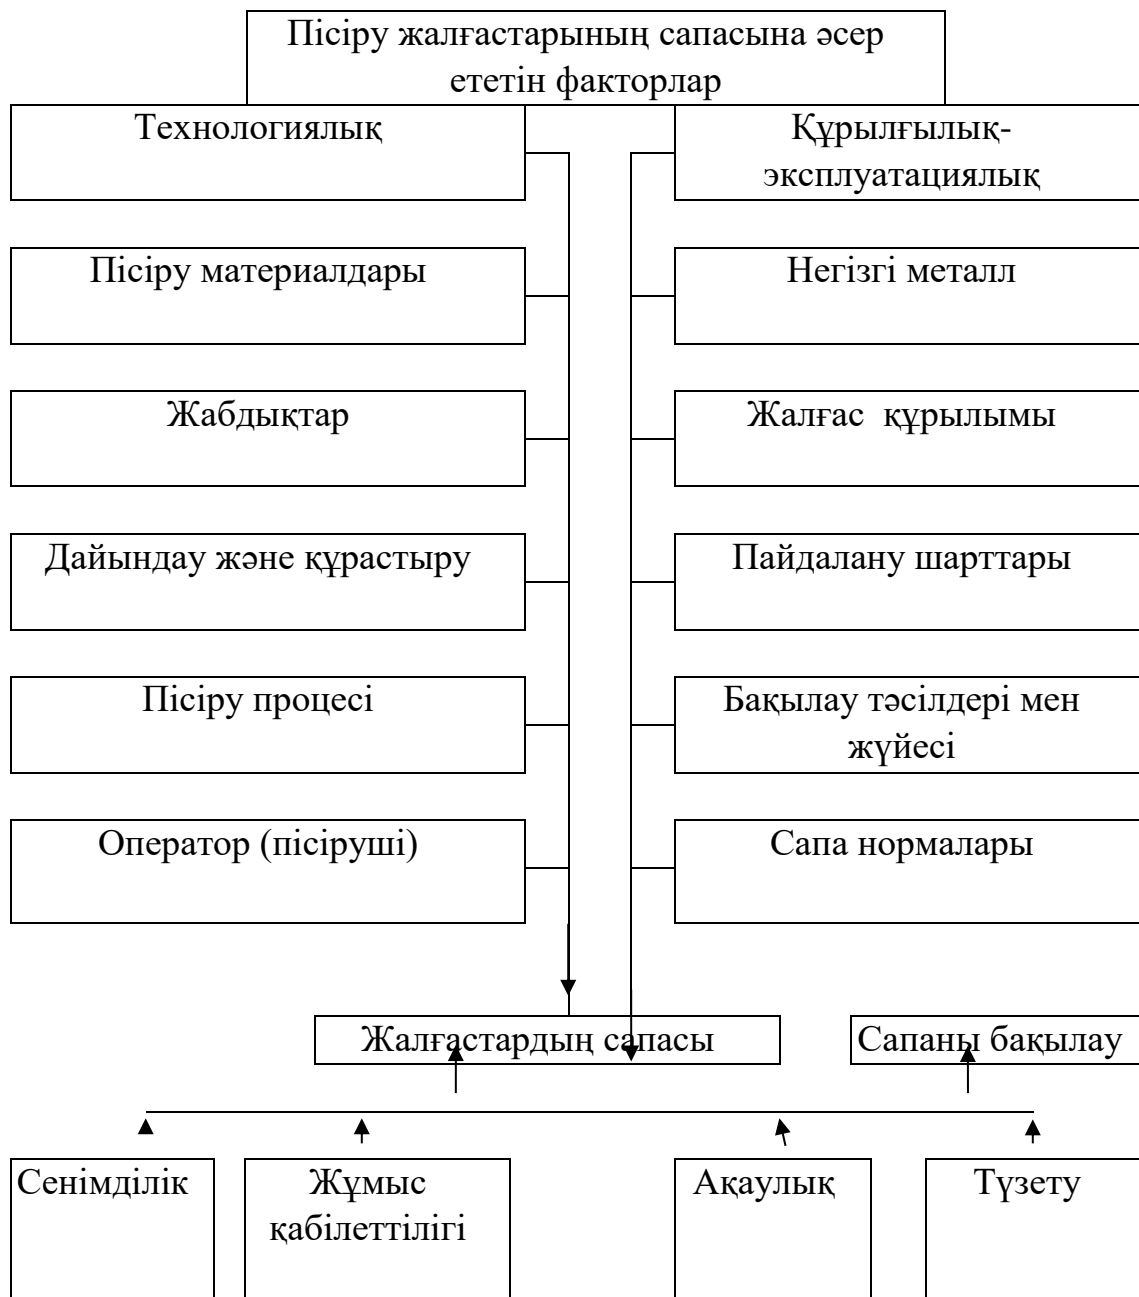 Пісіру жалғастарының сапасына әсер
ететін факторлар
Технологиялық
Құрылғылық-
эксплуатациялық
Пісіру материалдары
Негізгі металл
Жабдықтар
Жалғас құрылымы
Дайындау және құрастыру
Пайдалану шарттары
Пісіру процесі
Бақылау тәсілдері мен
жүйесі
Оператор (пісіруші)
Сапа нормалары
Жалғастардың сапасы
Сапаны бақылау
Сенімділік
Жұмыс
қабілеттілігі
Ақаулық
Түзету